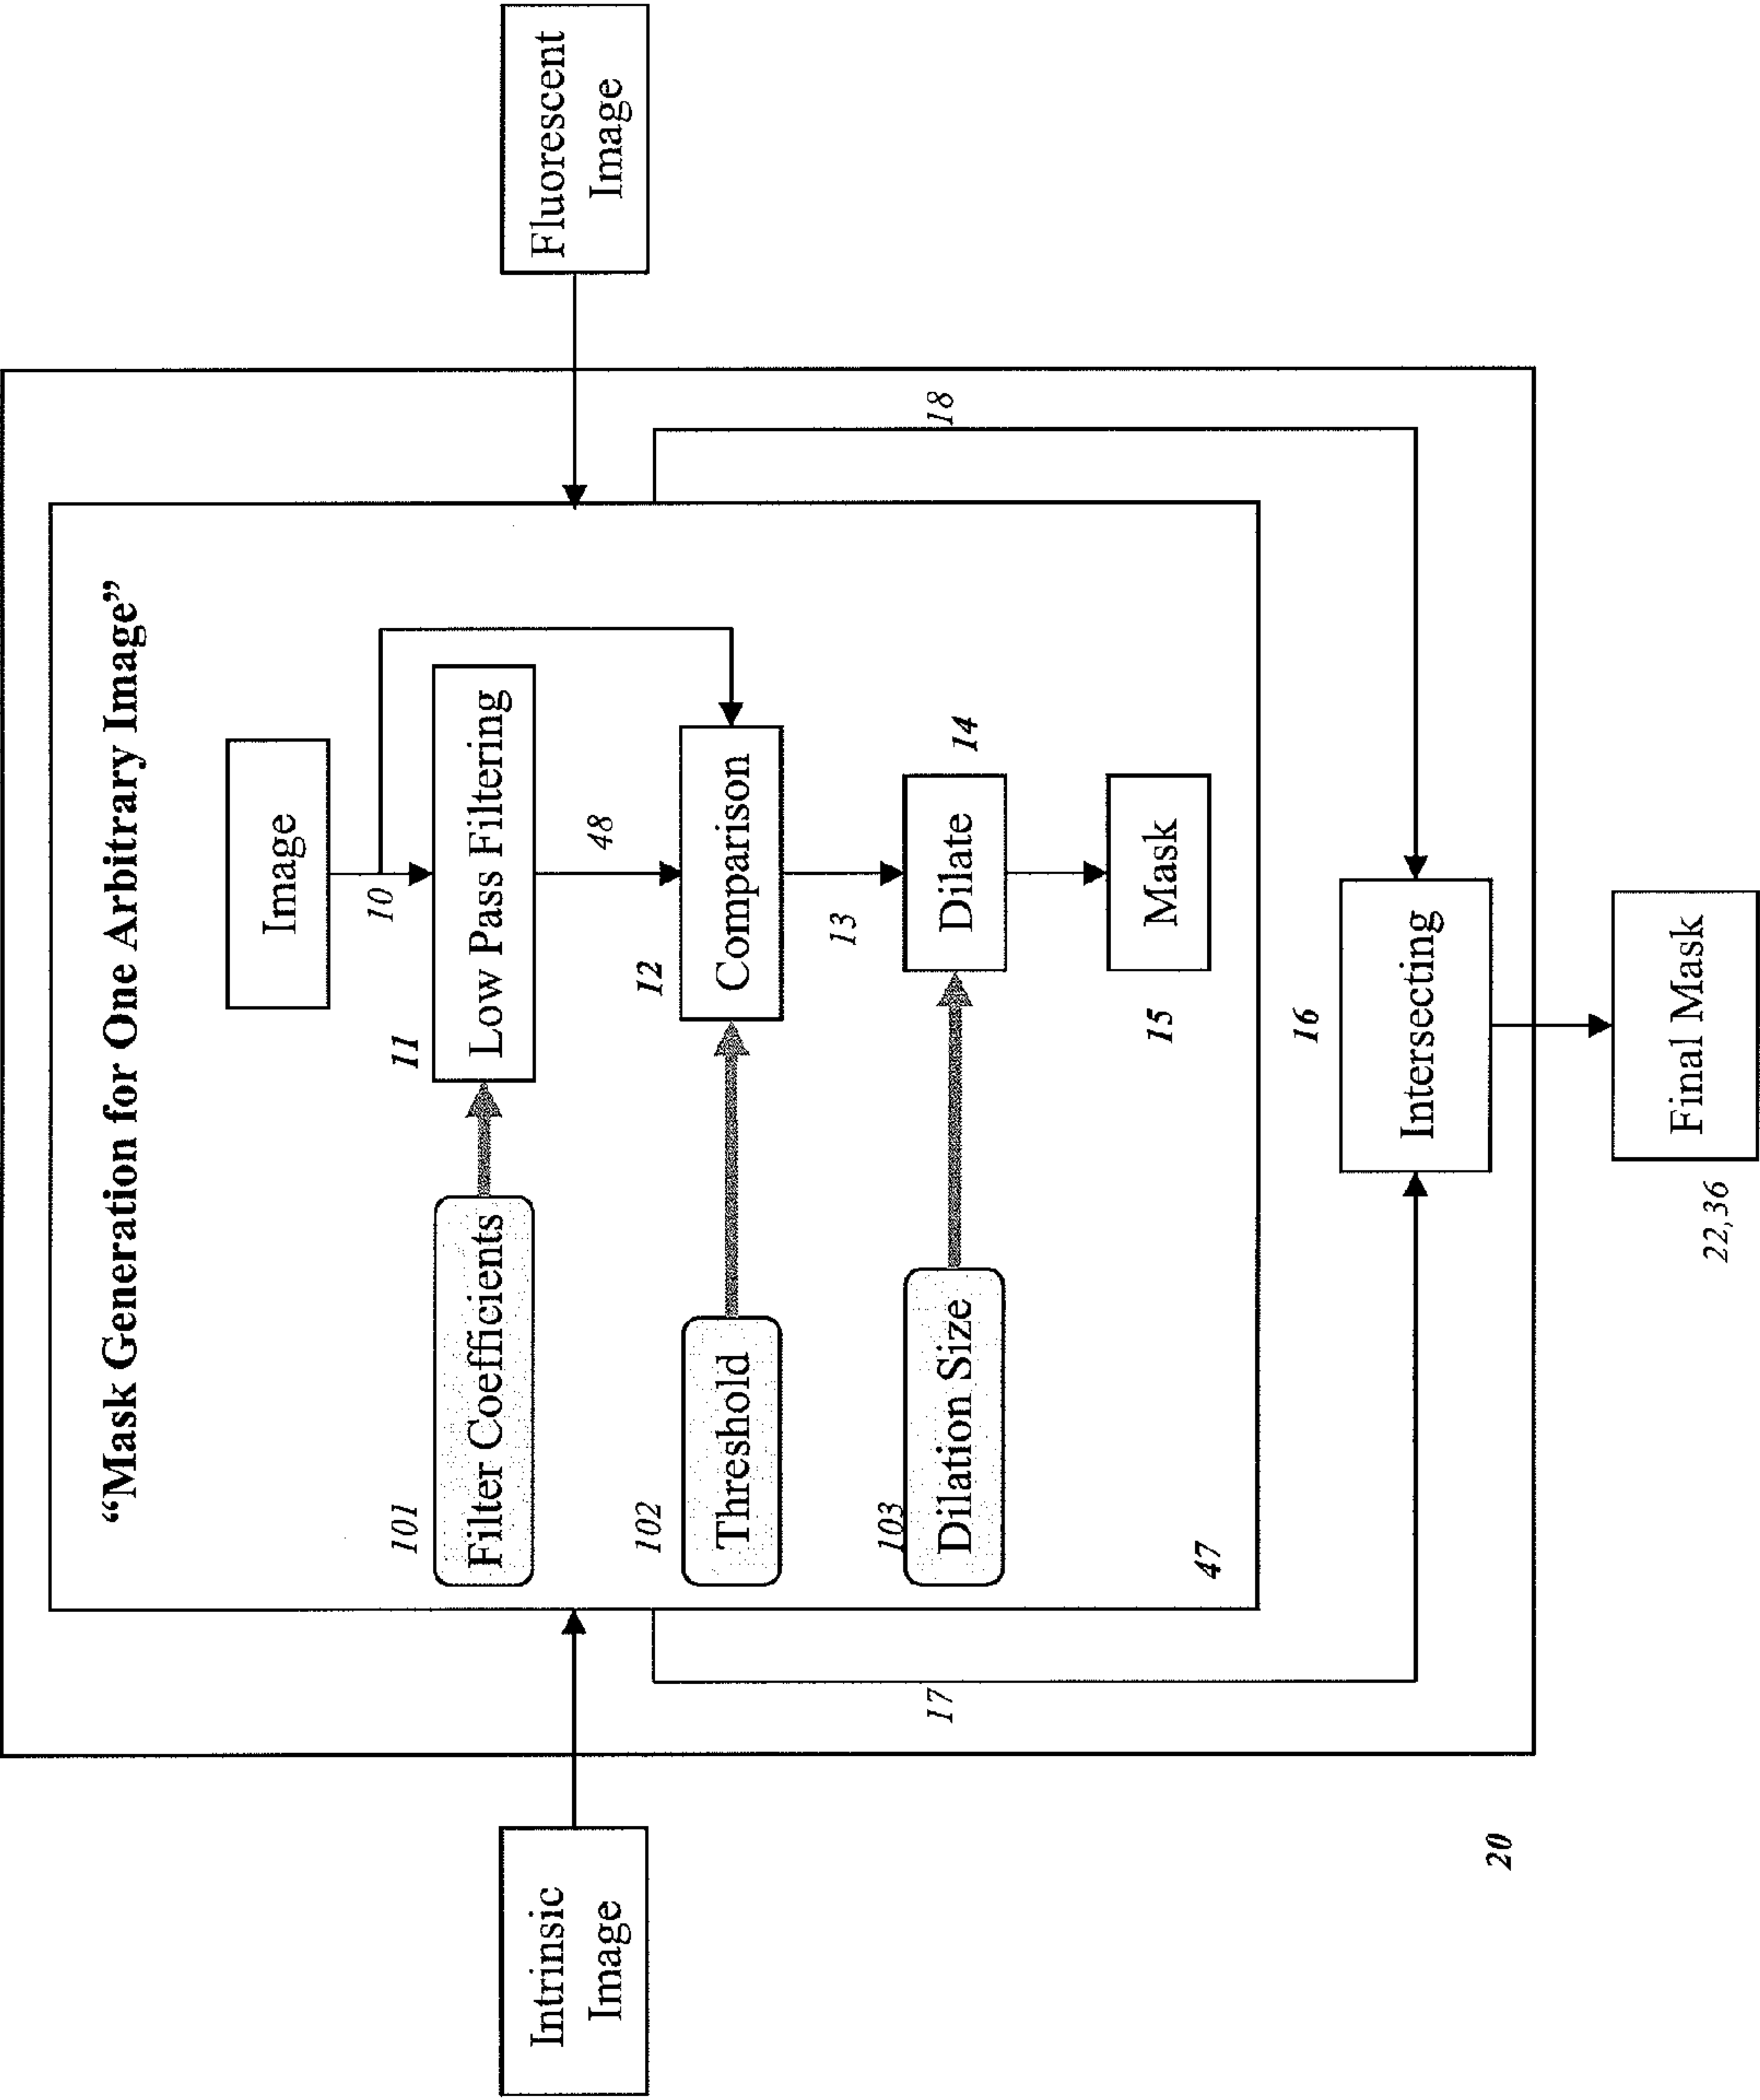 “Mask Generation for One Arbitrary Image”
Image
10
11
Filter Coefficients
101
Low Pass Filtering
48
12
Threshold
102
Comparison
13
14
Dilation Size
103
Dilate
15
Mask
47
Intrinsic
Image
Fluorescent
Image
17
18
16
Intersecting
20
22,36
Final Mask